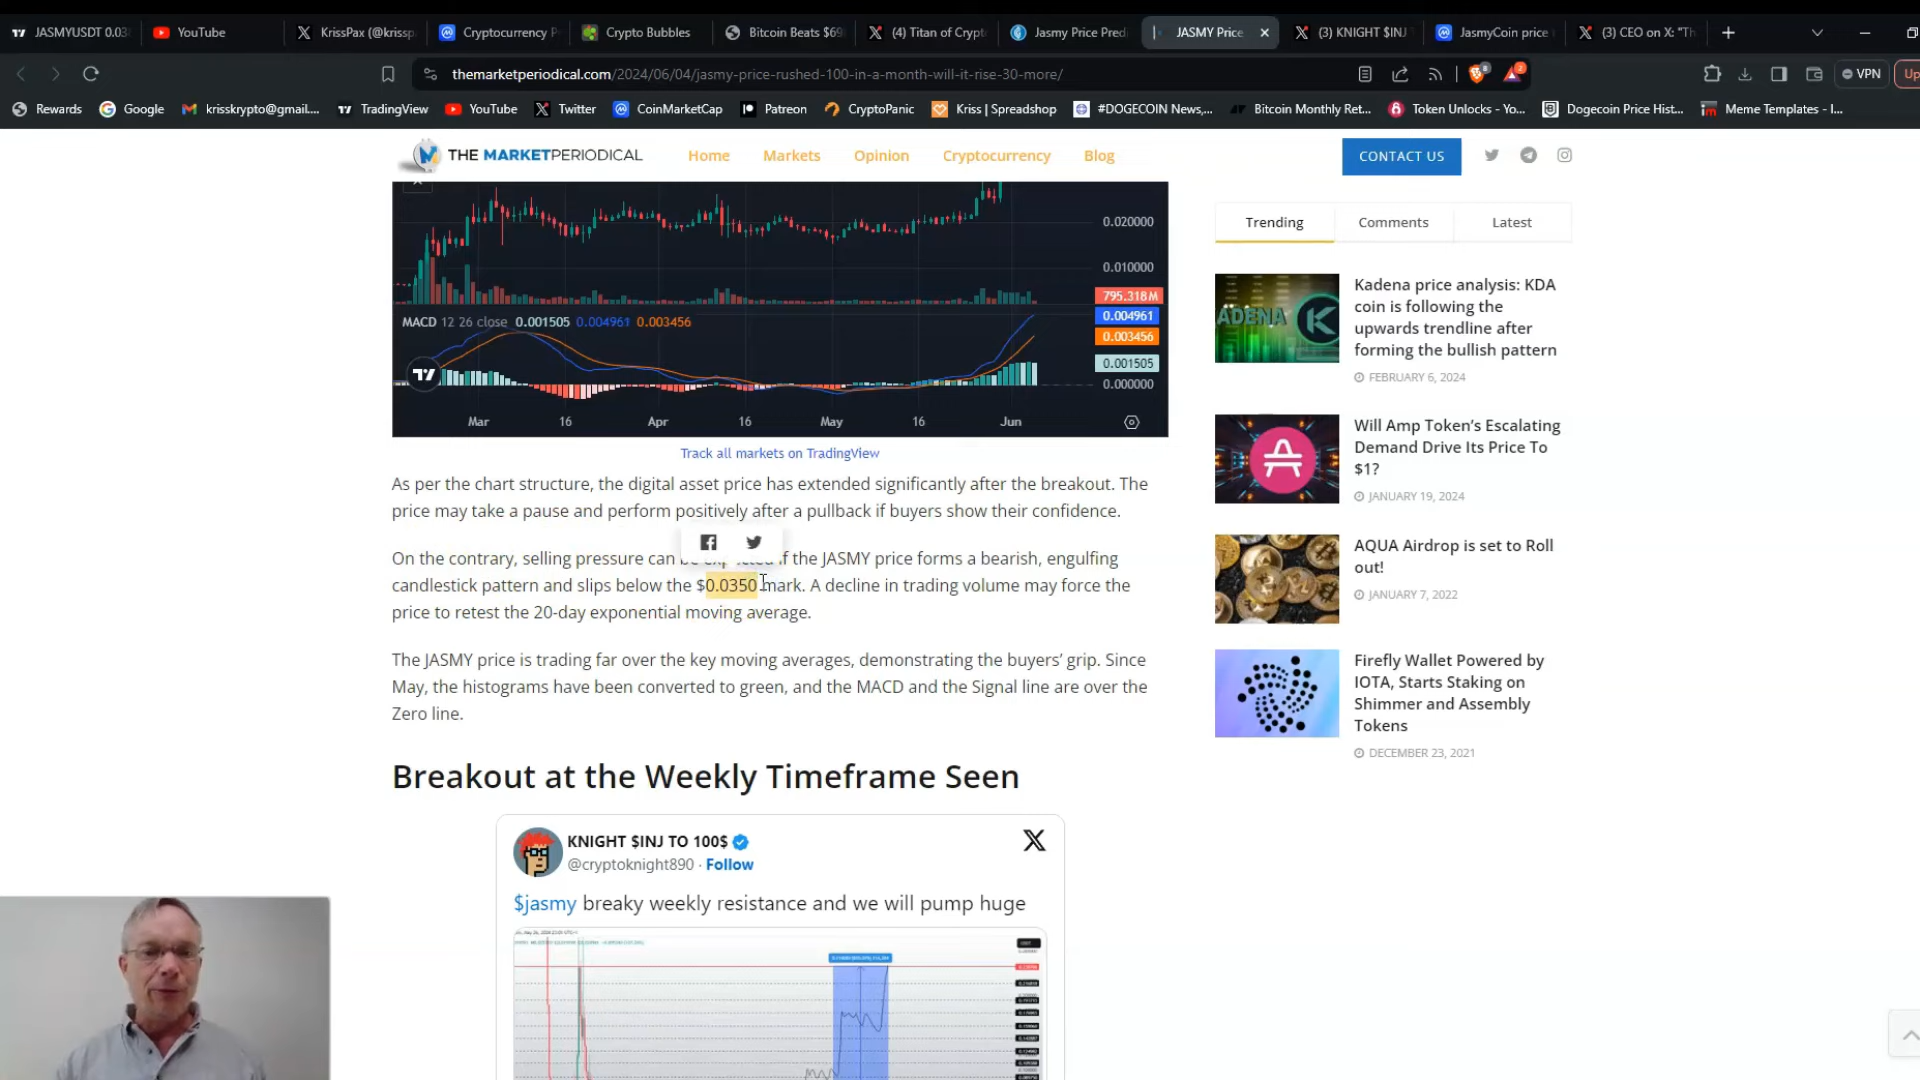 JASMYUSDT 0.03
YouTube
KrissPax (@krissp
Cryptocurrency P
Crypto Bubbles
Bitcoin Beats $69
(4) Titan of Crypt
Jasmy Price Pred
JASMY Price
(3) KNIGHT $INJ
JasmyCoin price
(3) CEO on X: "Th
themarketperiodical.com/2024/06/04/jasmy-price-rushed-100-in-a-month-will-it-rise-30-more/
VPN
Up
Rewards
Google
krisskrypto@gmail....
TradingView
YouTube
Twitter
CoinMarketCap
Patreon
CryptoPanic
Kriss | Spreadshop
#DOGECOIN News,...
Bitcoin Monthly Ret...
Token Unlocks - Yo...
Dogecoin Price Hist...
Meme Templates - I...
THE MARKETPERIODICAL
Home
Markets
Opinion
Cryptocurrency
Blog
CONTACT US
0.020000
0.010000
795.318M
MACD 12 26 close 0.001505 0.004961 0.003456
0.004961
0.003456
0.001505
0.000000
Mar
16
Apr
16
May
16
Jun
Track all markets on TradingView
As per the chart structure, the digital asset price has extended significantly after the breakout. The
price may take a pause and perform positively after a pullback if buyers show their confidence.
On the contrary, selling pressure can be if the JASMY price forms a bearish, engulfing
candlestick pattern and slips below the $0.0350 mark. A decline in trading volume may force the
price to retest the 20-day exponential moving average.
The JASMY price is trading far over the key moving averages, demonstrating the buyers' grip. Since
May, the histograms have been converted to green, and the MACD and the Signal line are over the
Zero line.
Breakout at the Weekly Timeframe Seen
KNIGHT $INJ TO 100$
@cryptoknight890 · Follow
$jasmy breaky weekly resistance and we will pump huge
Trending
Comments
Latest
Kadena price analysis: KDA
coin is following the
upwards trendline after
forming the bullish pattern
FEBRUARY 6, 2024
Will Amp Token's Escalating
Demand Drive Its Price To
$1?
JANUARY 19, 2024
AQUA Airdrop is set to Roll
out!
JANUARY 7, 2022
Firefly Wallet Powered by
IOTA, Starts Staking on
Shimmer and Assembly
Tokens
DECEMBER 23, 2021